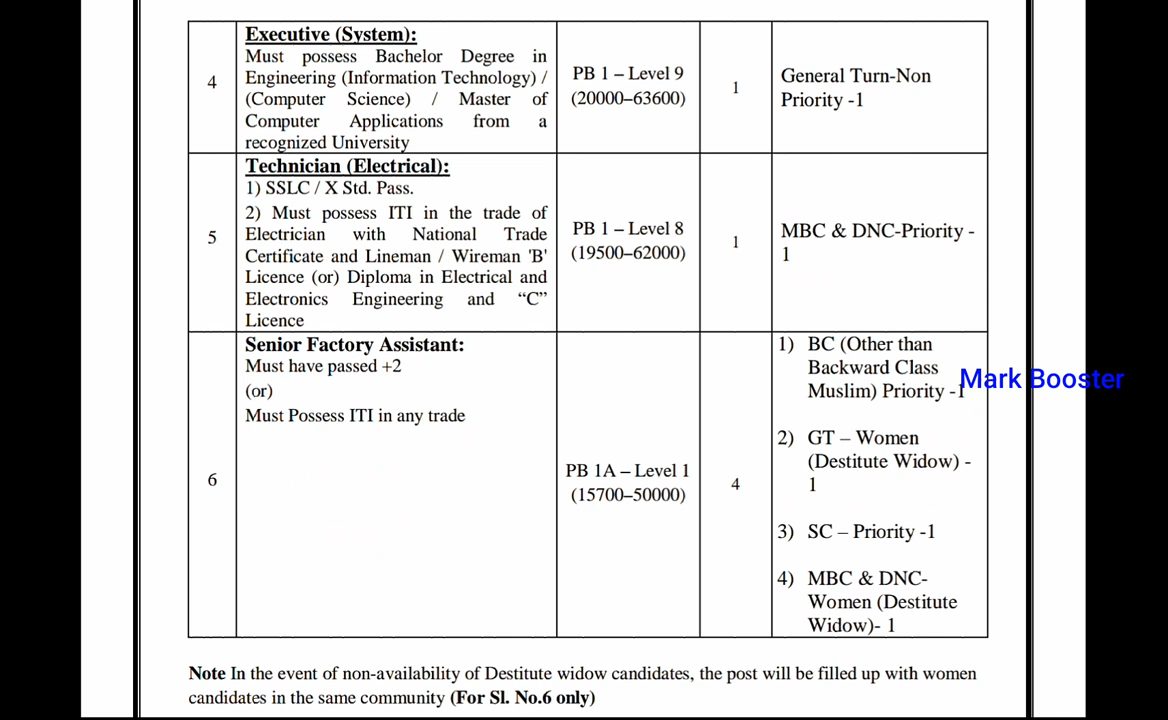 4
Executive (System):
Must possess Bachelor Degree in
Engineering (Information Technology) /
(Computer Science) / Master of
Computer Applications from a
recognized University
PB 1 – Level 9
(20000–63600)
1
General Turn-Non
Priority -1
5
Technician (Electrical):
1) SSLC / X Std. Pass.
2) Must possess ITI in the trade of
Electrician with National Trade
Certificate and Lineman / Wireman 'B'
Licence (or) Diploma in Electrical and
Electronics Engineering and “C”
Licence
PB 1 – Level 8
(19500–62000)
1
MBC & DNC-Priority -
1
6
Senior Factory Assistant:
Must have passed +2
(or)
Must Possess ITI in any trade
PB 1A – Level 1
(15700–50000)
4
1) BC (Other than
Backward Class
Muslim) Priority -1
2) GT – Women
(Destitute Widow) -
1
3) SC – Priority -1
4) MBC & DNC-
Women (Destitute
Widow)- 1
Mark Booster
Note In the event of non-availability of Destitute widow candidates, the post will be filled up with women
candidates in the same community (For Sl. No.6 only)